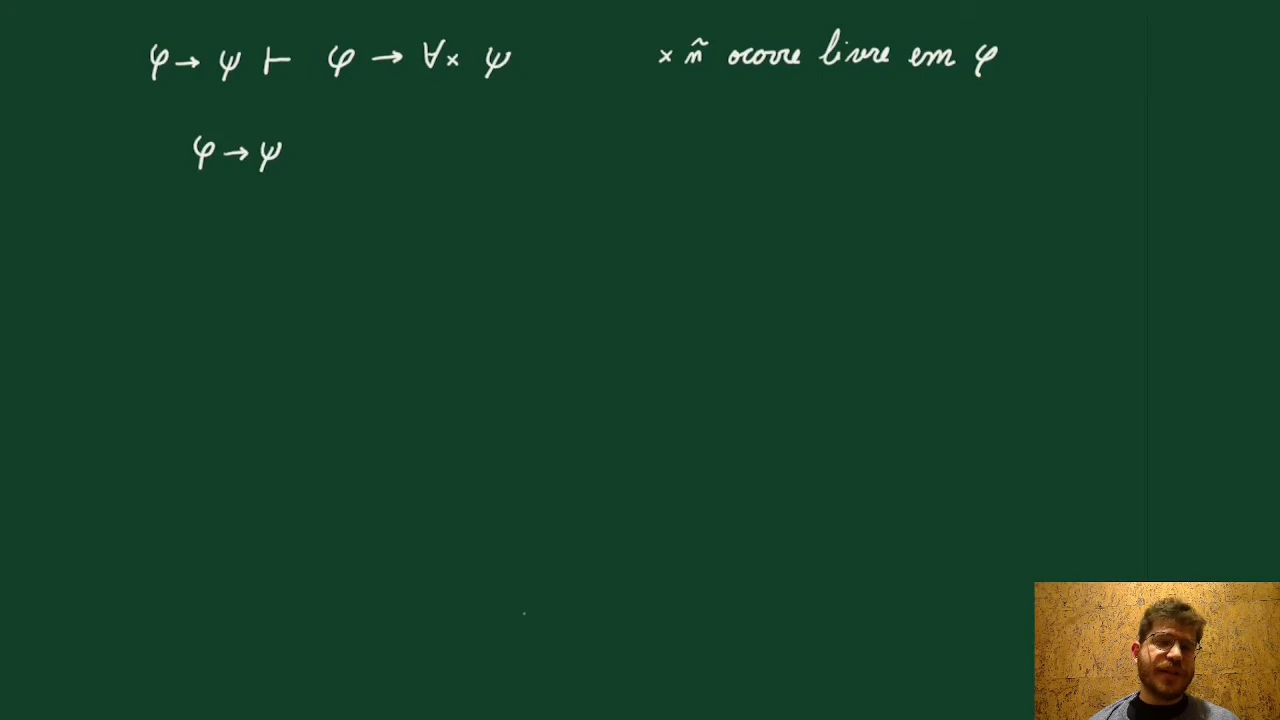 φ → ψ ⊢ φ → ∀x ψ x ñ ocorre livre em φ
φ → ψ